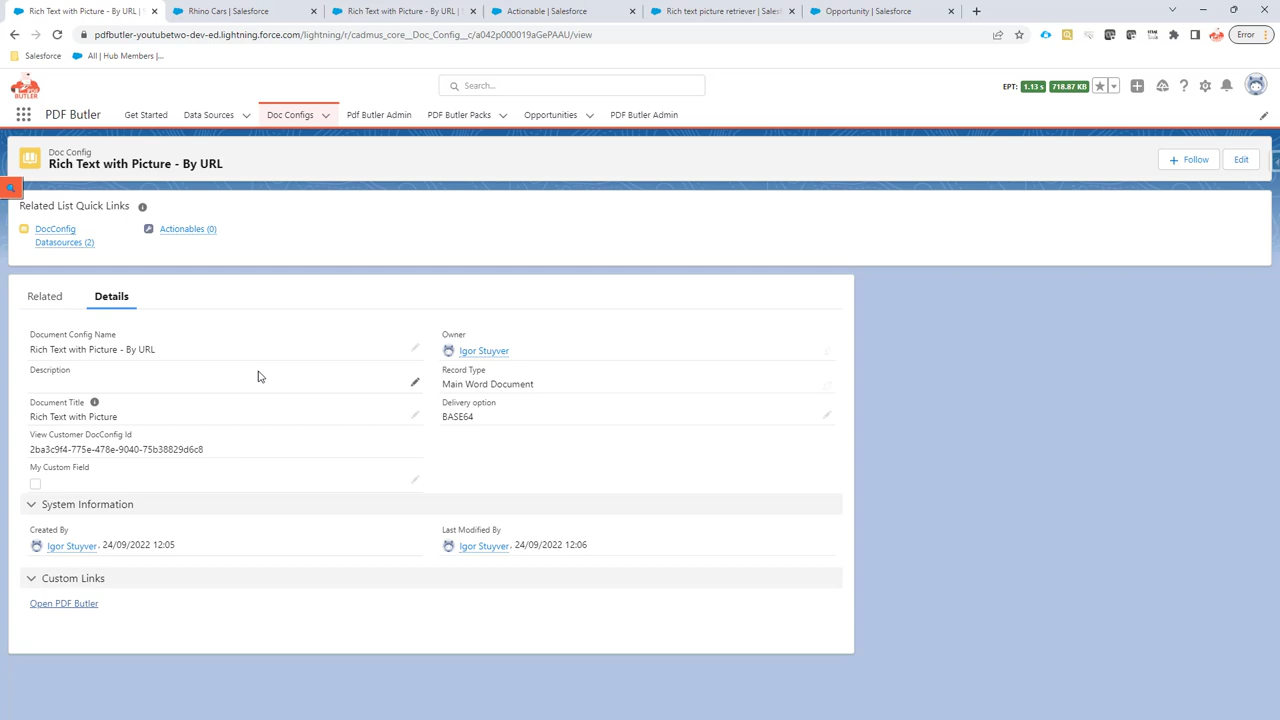 Rich Text with Picture - By URL |
Rhino Cars | Salesforce
Rich Text with Picture - By URL |
Actionable | Salesforce
Rich text picture retriever | Sales
Opportunity | Salesforce
pdfbutler-youtubetwo-dev-ed.lightning.force.com/lightning/r/cadmus_core__Doc_Config__c/a042p000019aGePAAU/view
Error
Salesforce
All | Hub Members |...
BUTLER
Search...
EPT: 1.13 s 718.87 KB
PDF Butler
Get Started
Data Sources
Doc Configs
Pdf Butler Admin
PDF Butler Packs
Opportunities
PDF Butler Admin
Doc Config
Rich Text with Picture - By URL
Follow
Edit
Related List Quick Links
DocConfig
Datasources (2)
Actionables (0)
Related
Details
Document Config Name
Rich Text with Picture - By URL
Owner
Igor Stuyver
Description
Record Type
Main Word Document
Document Title
Rich Text with Picture
Delivery option
BASE64
View Customer DocConfig Id
2ba3c9f4-775e-478e-9040-75b38829d6c8
My Custom Field
System Information
Created By
Igor Stuyver, 24/09/2022 12:05
Last Modified By
Igor Stuyver, 24/09/2022 12:06
Custom Links
Open PDF Butler